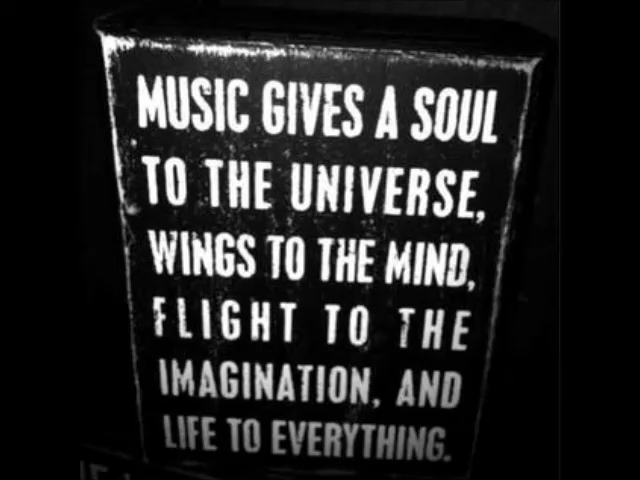 MUSIC GIVES A SOUL
TO THE UNIVERSE,
WINGS TO THE MIND,
FLIGHT TO THE
IMAGINATION, AND
LIFE TO EVERYTHING.